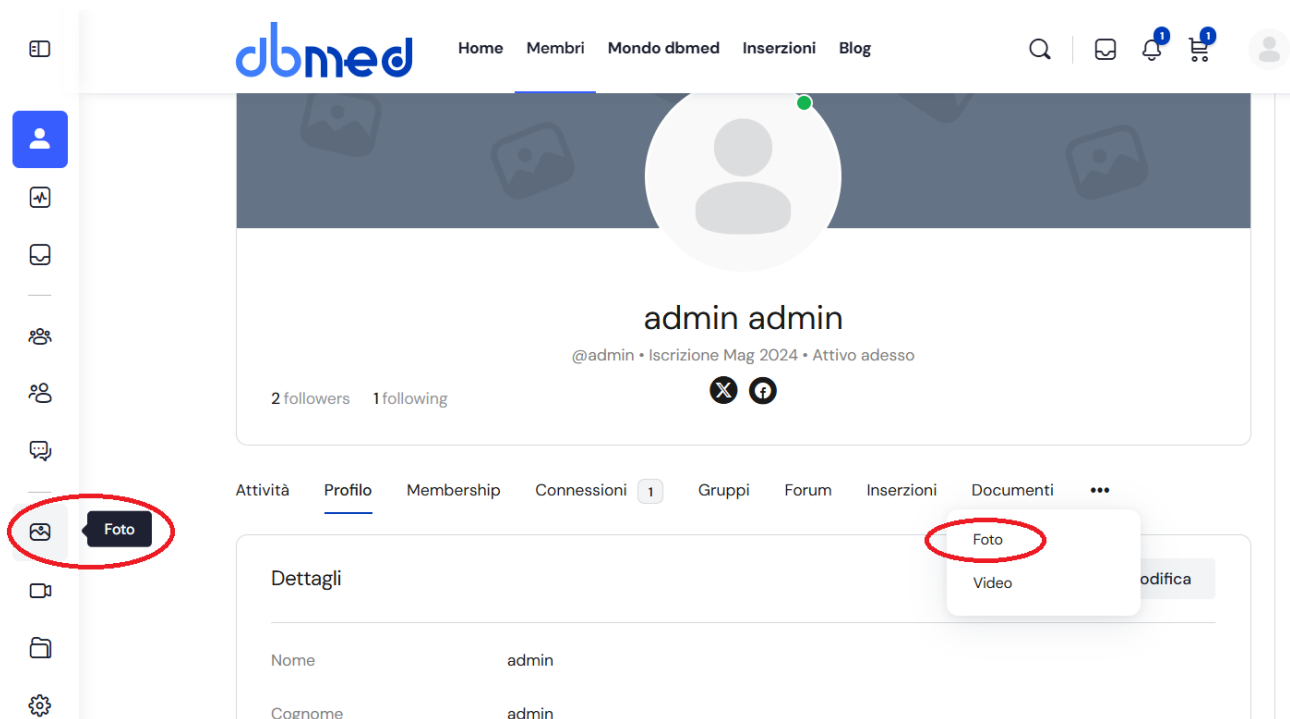 dbmed
Home Membri Mondo dbmed Inserzioni Blog
1 1
admin admin
@admin • Iscrizione Mag 2024 • Attivo adesso
2 followers 1 following
Attività Profilo Membership Connessioni 1 Gruppi Forum Inserzioni Documenti •••
Foto
Foto
Video
Dettagli
odifica
Nome admin
Cognome admin